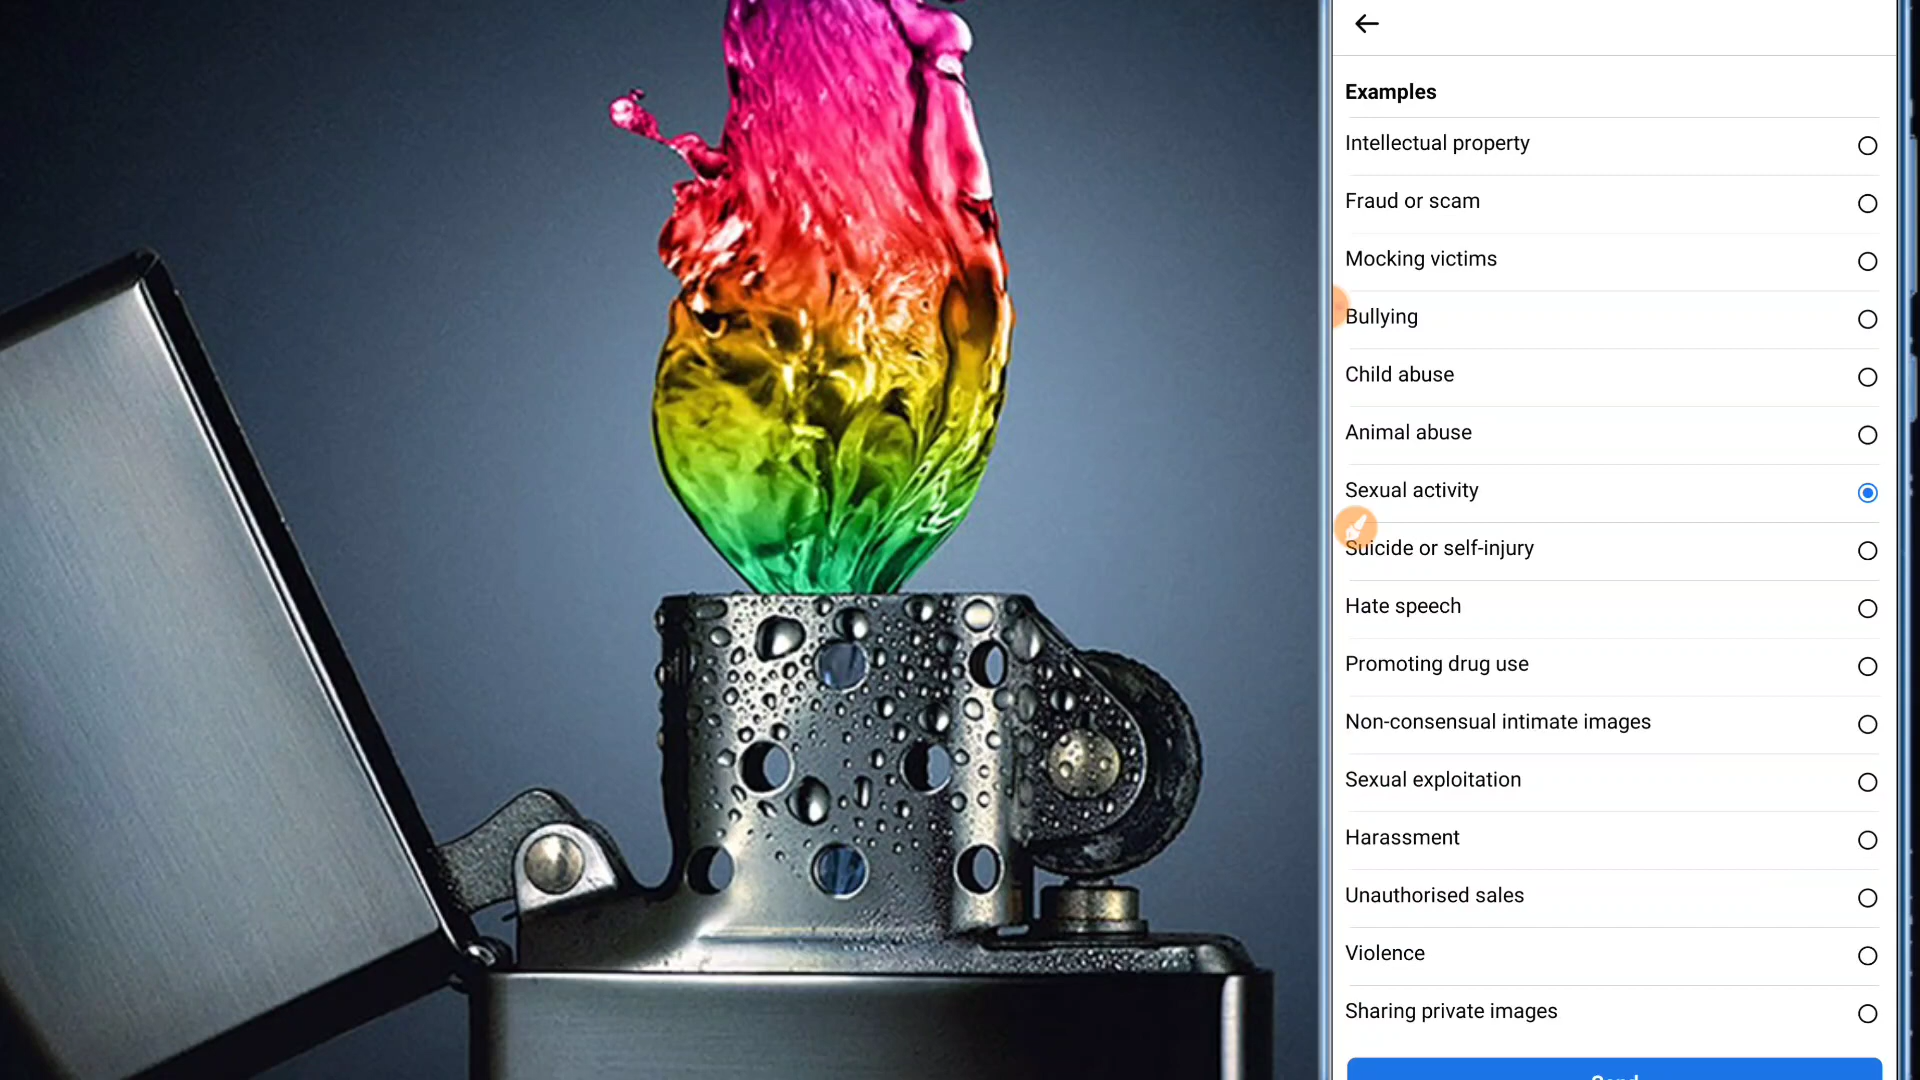 Examples
Intellectual property
Fraud or scam
Mocking victims
Bullying
Child abuse
Animal abuse
Sexual activity
Suicide or self-injury
Hate speech
Promoting drug use
Non-consensual intimate images
Sexual exploitation
Harassment
Unauthorised sales
Violence
Sharing private images
Send